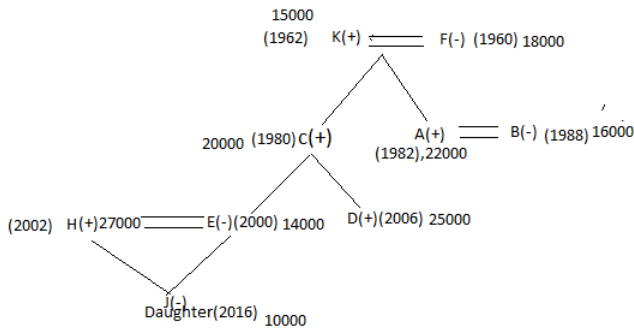 15000
(1962) K(+) F(-) (1960) 18000
20000 (1980) C(+) A(+) B(-) (1988) 16000
(1982),22000
(2002) H(+)27000 E(-)(2000) 14000 D(+)(2006) 25000
J(-)
Daughter(2016) 10000